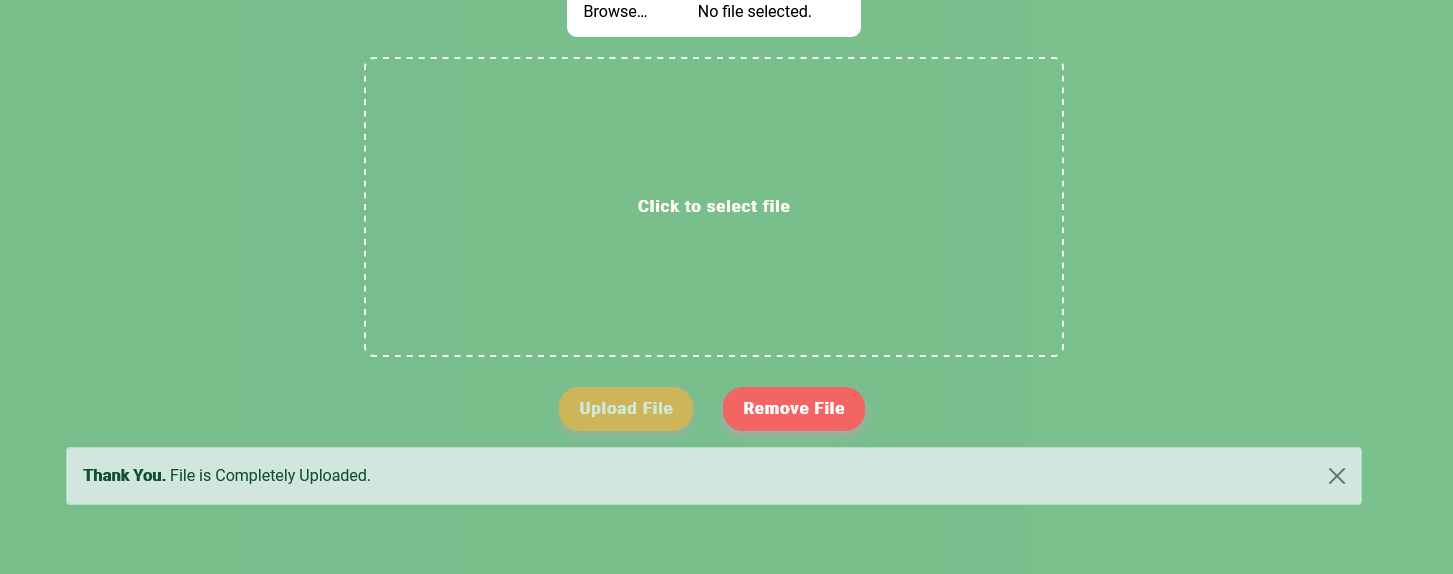 Browse... No file selected.
Click to select file
Upload File Remove File
Thank You. File is Completely Uploaded.